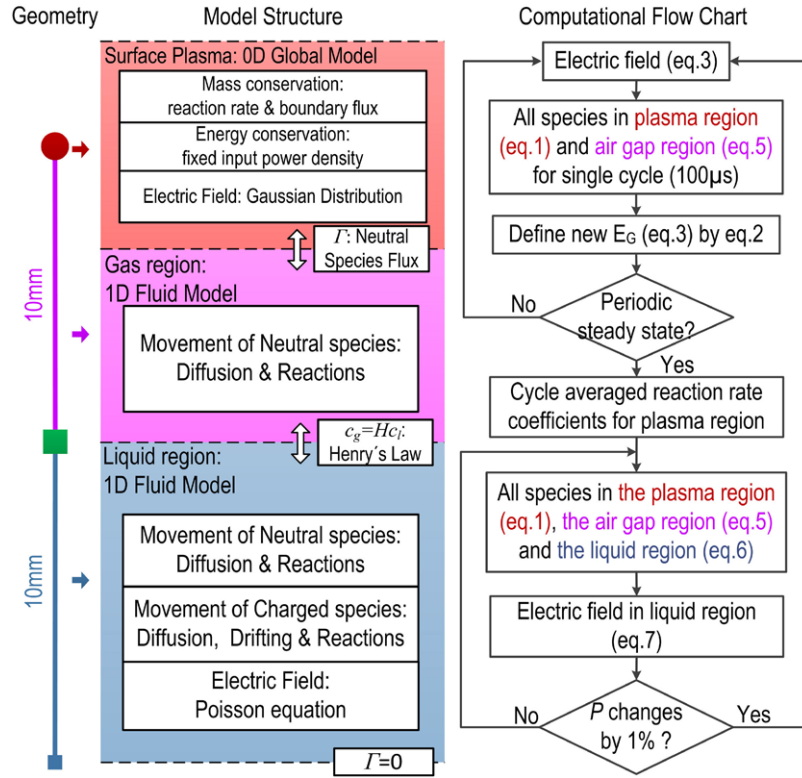 Geometry
Model Structure
Computational Flow Chart
10mm
10mm
Surface Plasma: 0D Global Model
Mass conservation:
reaction rate & boundary flux
Energy conservation:
fixed input power density
Electric Field: Gaussian Distribution
Γ: Neutral
Species Flux
Gas region:
1D Fluid Model
Movement of Neutral species:
Diffusion & Reactions
c_g=Hc_l:
Henry´s Law
Liquid region:
1D Fluid Model
Movement of Neutral species:
Diffusion & Reactions
Movement of Charged species:
Diffusion, Drifting & Reactions
Electric Field:
Poisson equation
Γ=0
Electric field (eq.3)
All species in plasma region
(eq.1) and air gap region (eq.5)
for single cycle (100µs)
Define new E_G (eq.3) by eq.2
No
Periodic
steady state?
Yes
Cycle averaged reaction rate
coefficients for plasma region
All species in the plasma region
(eq.1), the air gap region (eq.5)
and the liquid region (eq.6)
Electric field in liquid region
(eq.7)
No
P changes
by 1% ?
Yes